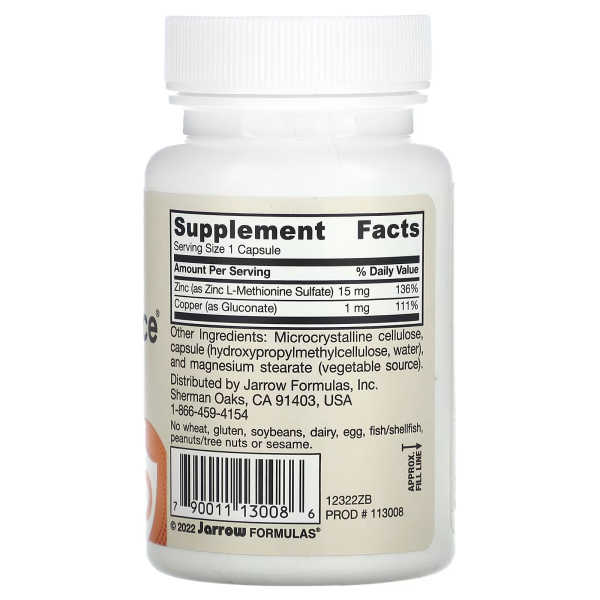 ce®
Supplement Facts
Serving Size 1 Capsule
Amount Per Serving % Daily Value
Zinc (as Zinc L-Methionine Sulfate) 15 mg 136%
Copper (as Gluconate) 1 mg 111%
Other Ingredients: Microcrystalline cellulose,
capsule (hydroxypropylmethylcellulose, water),
and magnesium stearate (vegetable source).
Distributed by Jarrow Formulas, Inc.
Sherman Oaks, CA 91403, USA
1-866-459-4154
No wheat, gluten, soybeans, dairy, egg, fish/shellfish,
peanuts/tree nuts or sesame.
APPROX.
FILL LINE
7 90011 13008 6
12322ZB
PROD # 113008
© 2022 Jarrow FORMULAS®